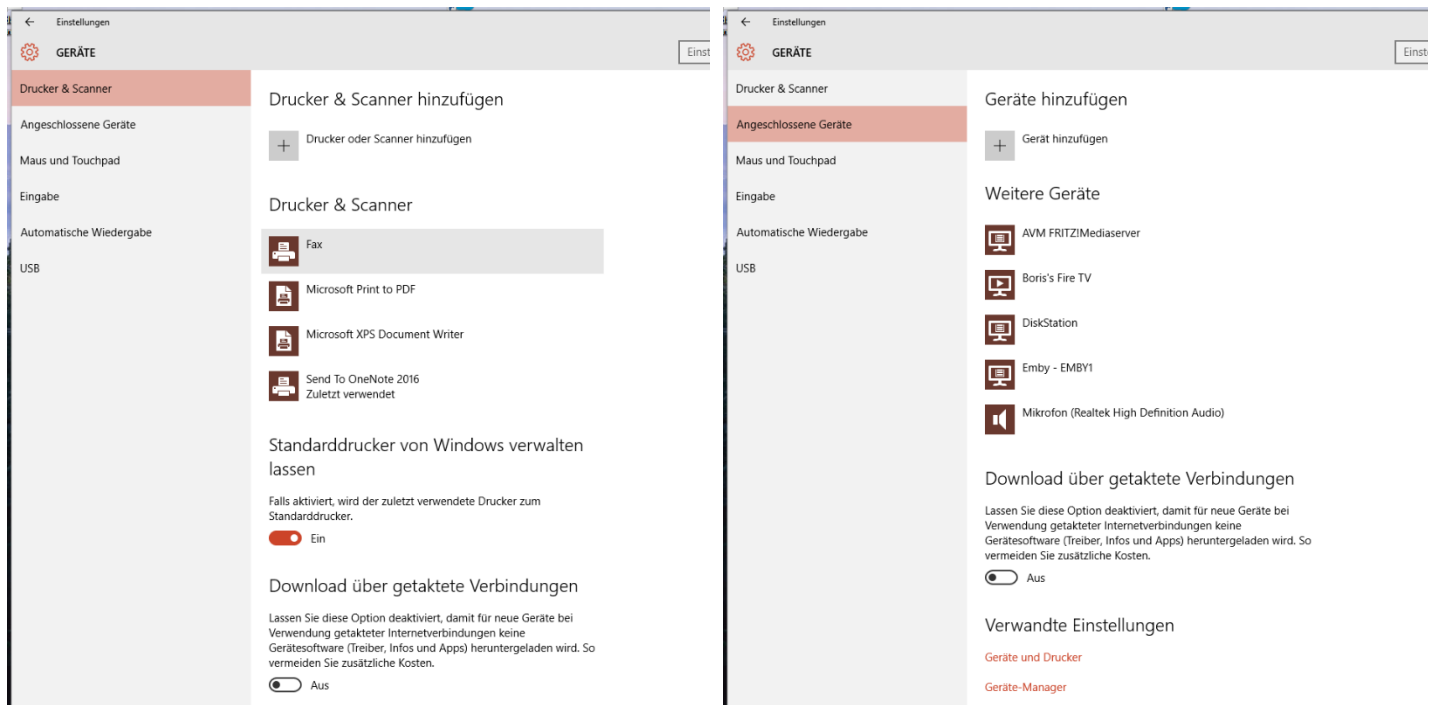 Einstellungen
GERÄTE
Einst
Drucker & Scanner
Angeschlossene Geräte
Maus und Touchpad
Eingabe
Automatische Wiedergabe
USB
Drucker & Scanner hinzufügen
Drucker oder Scanner hinzufügen
Drucker & Scanner
Fax
Microsoft Print to PDF
Microsoft XPS Document Writer
Send To OneNote 2016
Zuletzt verwendet
Standarddrucker von Windows verwalten
lassen
Falls aktiviert, wird der zuletzt verwendete Drucker zum
Standarddrucker.
Ein
Download über getaktete Verbindungen
Lassen Sie diese Option deaktiviert, damit für neue Geräte bei
Verwendung getakteter Internetverbindungen keine
Gerätesoftware (Treiber, Infos und Apps) heruntergeladen wird. So
vermeiden Sie zusätzliche Kosten.
Aus
Einstellungen
GERÄTE
Einst
Drucker & Scanner
Angeschlossene Geräte
Maus und Touchpad
Eingabe
Automatische Wiedergabe
USB
Geräte hinzufügen
Gerät hinzufügen
Weitere Geräte
AVM FRITZ!Mediaserver
Boris's Fire TV
DiskStation
Emby - EMBY1
Mikrofon (Realtek High Definition Audio)
Download über getaktete Verbindungen
Lassen Sie diese Option deaktiviert, damit für neue Geräte bei
Verwendung getakteter Internetverbindungen keine
Gerätesoftware (Treiber, Infos und Apps) heruntergeladen wird. So
vermeiden Sie zusätzliche Kosten.
Aus
Verwandte Einstellungen
Geräte und Drucker
Geräte-Manager